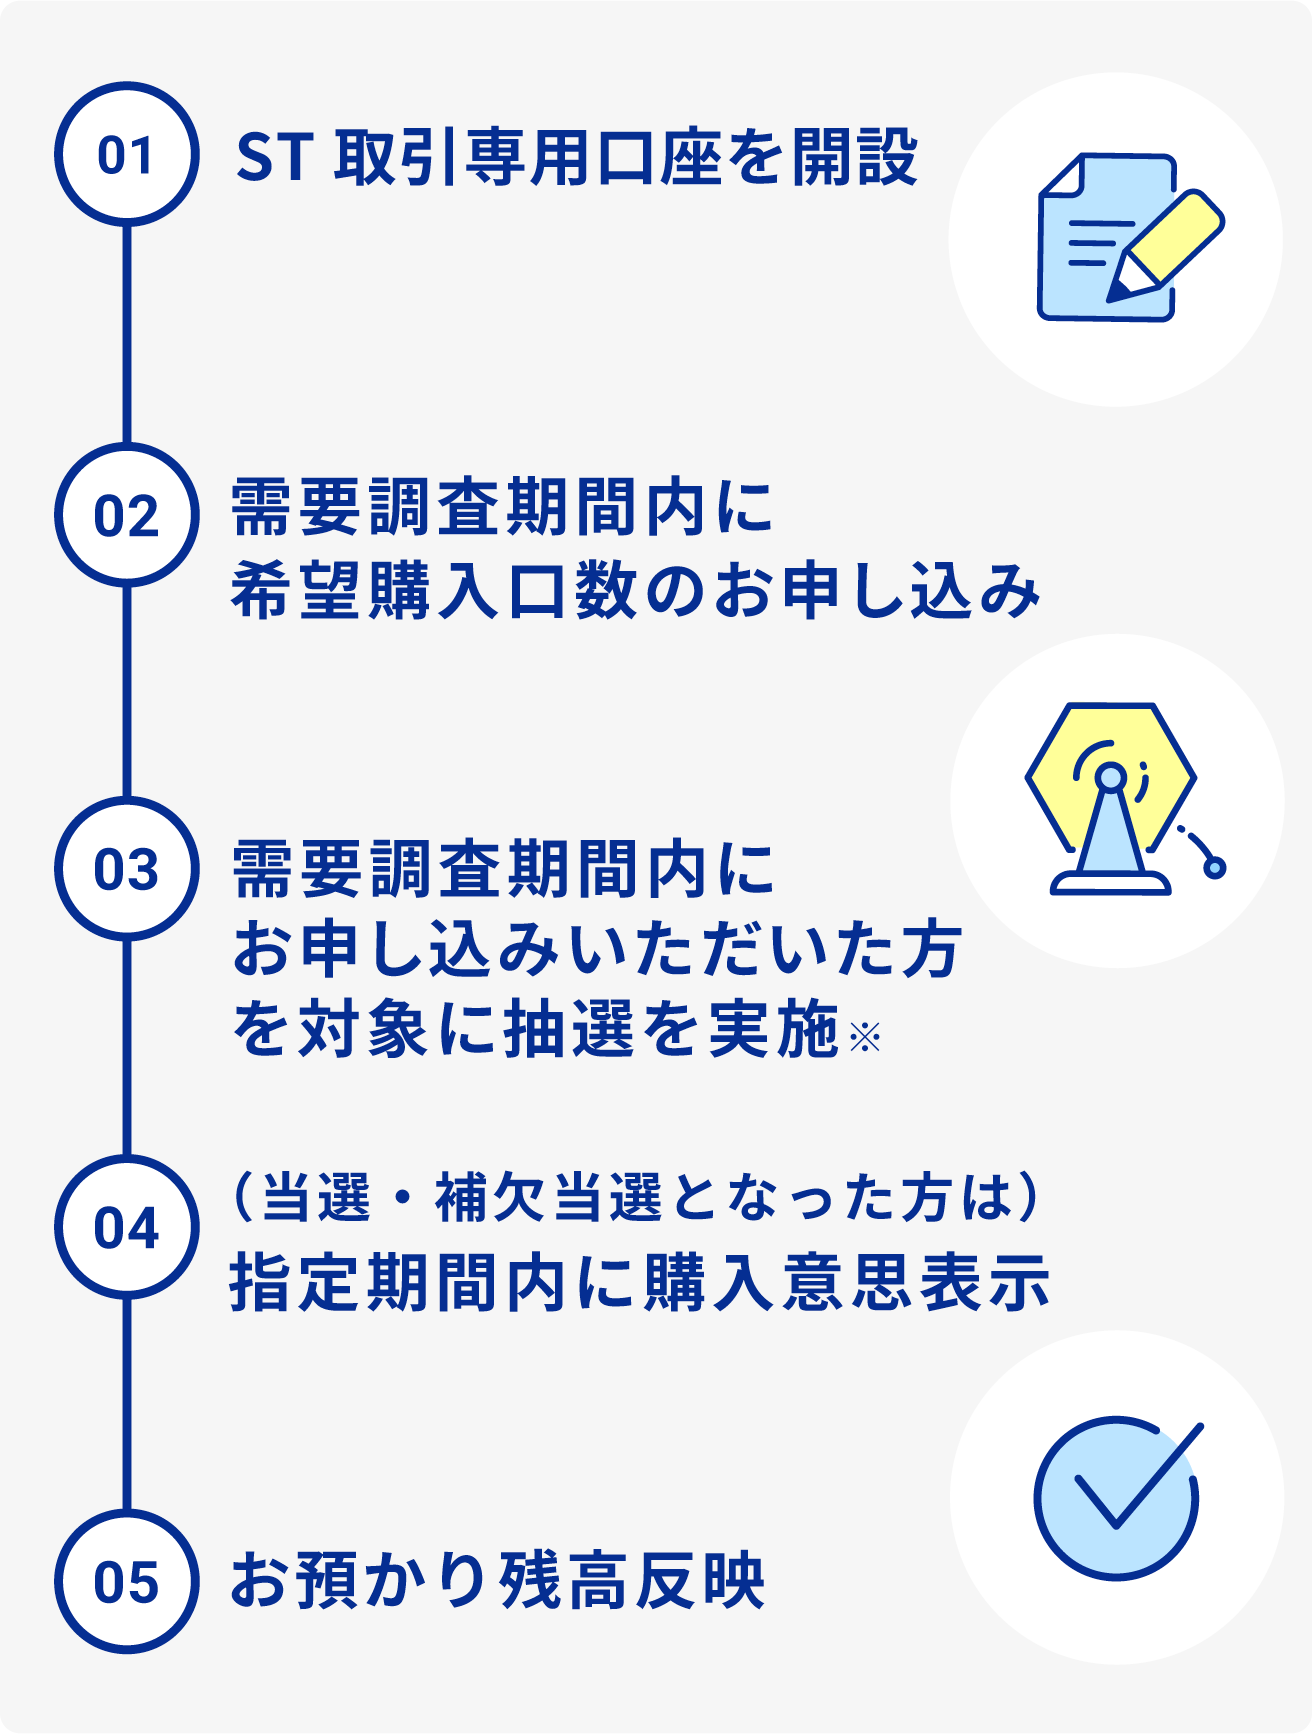 01
ST 取引専用口座を開設
02
需要調査期間内に
希望購入口数のお申し込み
03
需要調査期間内に
お申し込みいただいた方
を対象に抽選を実施※
04
（当選・補欠当選となった方は）
指定期間内に購入意思表示
05
お預かり残高反映